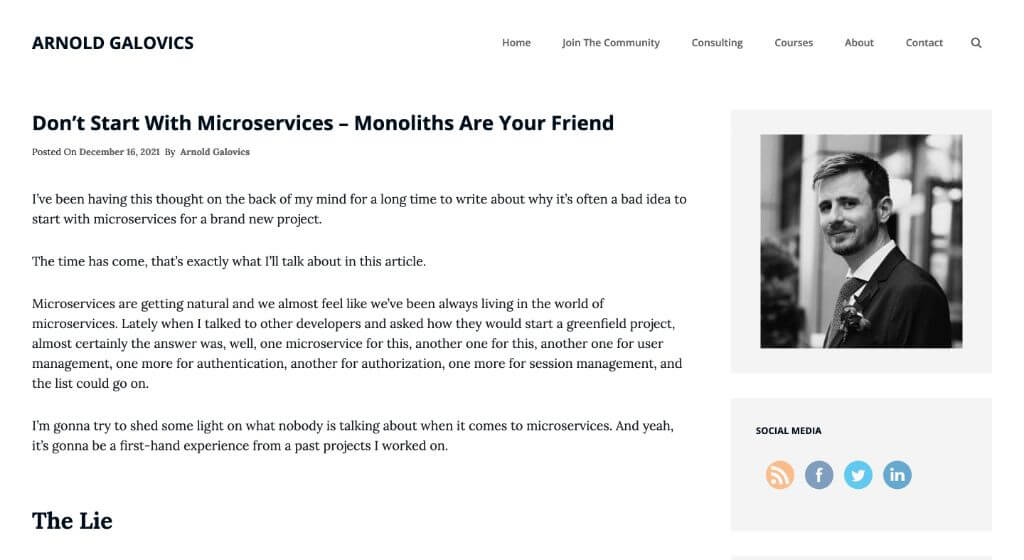 ARNOLD GALOVICS
Home
Join The Community
Consulting
Courses
About
Contact
Don’t Start With Microservices – Monoliths Are Your Friend
Posted On December 16, 2021 By Arnold Galovics
I’ve been having this thought on the back of my mind for a long time to write about why it’s often a bad idea to
start with microservices for a brand new project.
The time has come, that’s exactly what I’ll talk about in this article.
Microservices are getting natural and we almost feel like we’ve been always living in the world of
microservices. Lately when I talked to other developers and asked how they would start a greenfield project,
almost certainly the answer was, well, one microservice for this, another one for this, another one for user
management, one more for authentication, another for authorization, one more for session management, and
the list could go on.
I’m gonna try to shed some light on what nobody is talking about when it comes to microservices. And yeah,
it’s gonna be a first-hand experience from a past projects I worked on.
The Lie
SOCIAL MEDIA
f
in